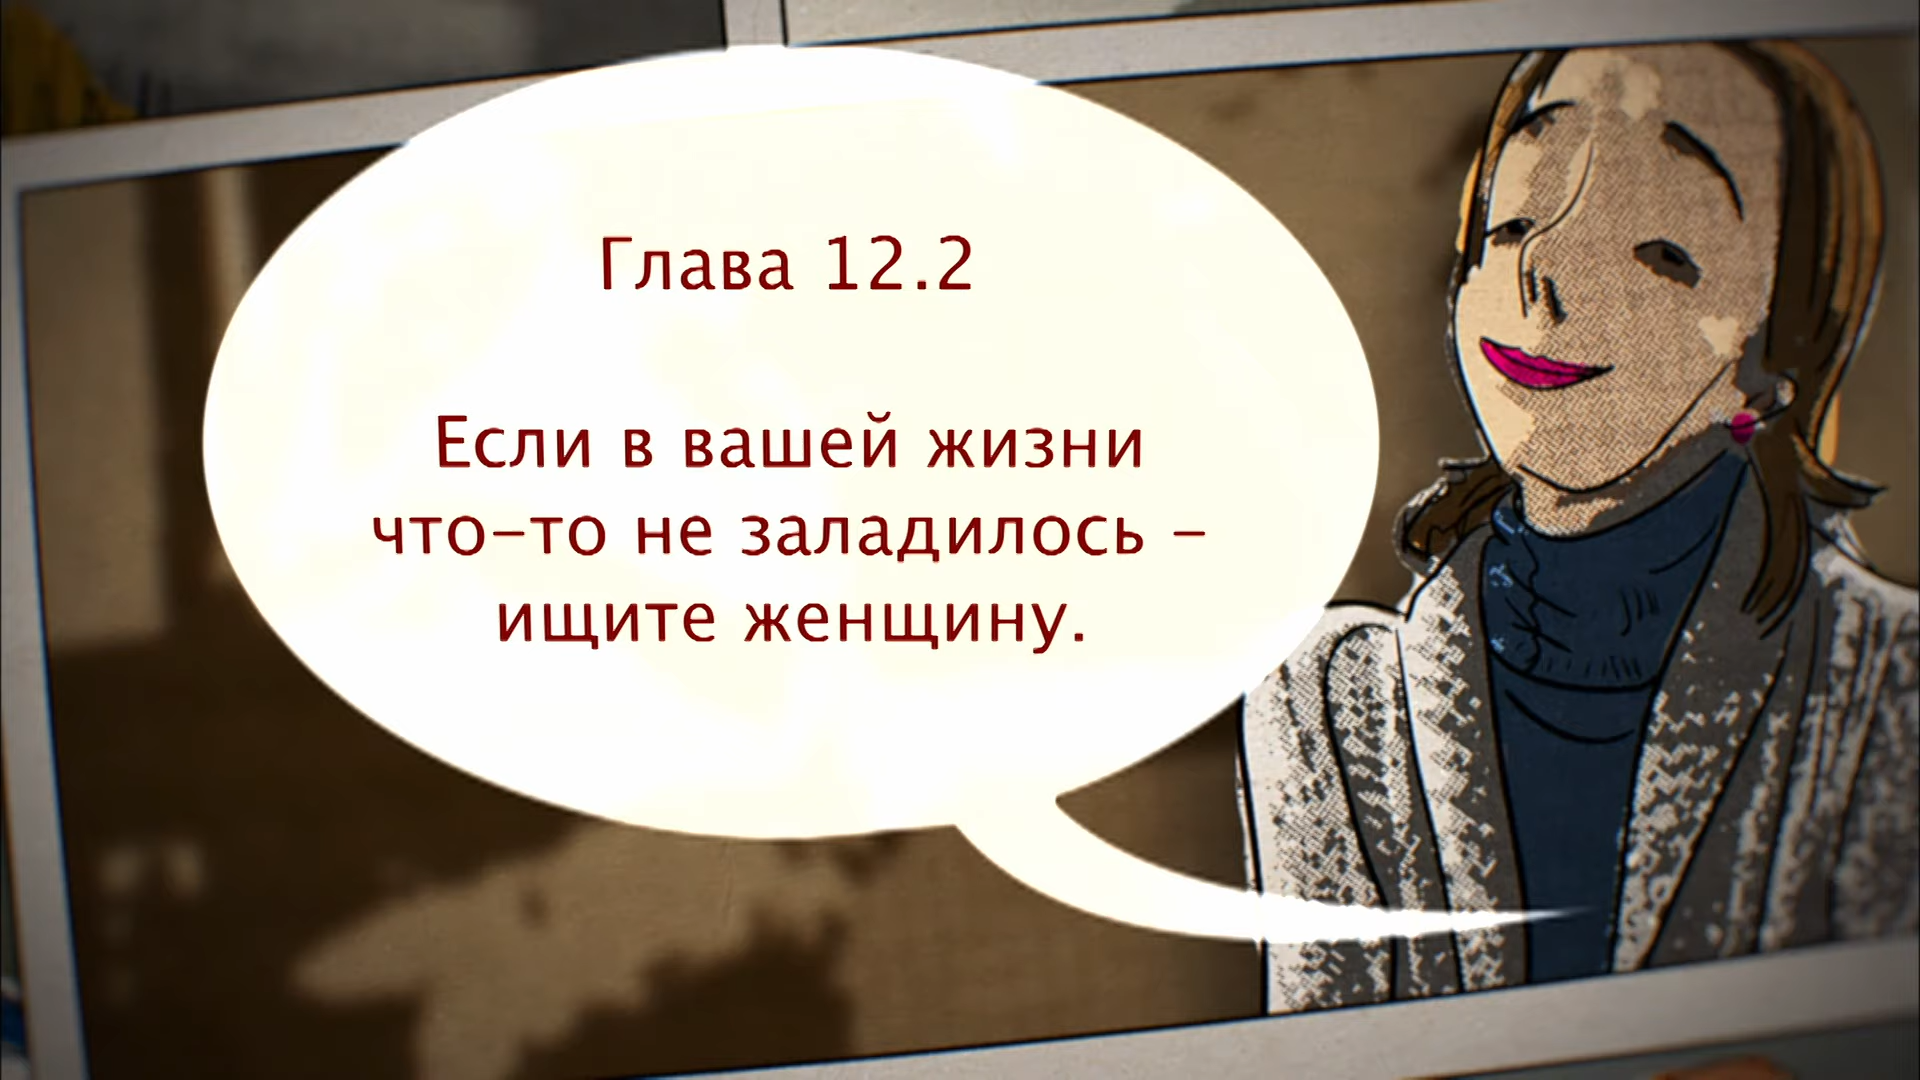 Глава 12.2
Если в вашей жизни
что-то не заладилось -
ищите женщину.